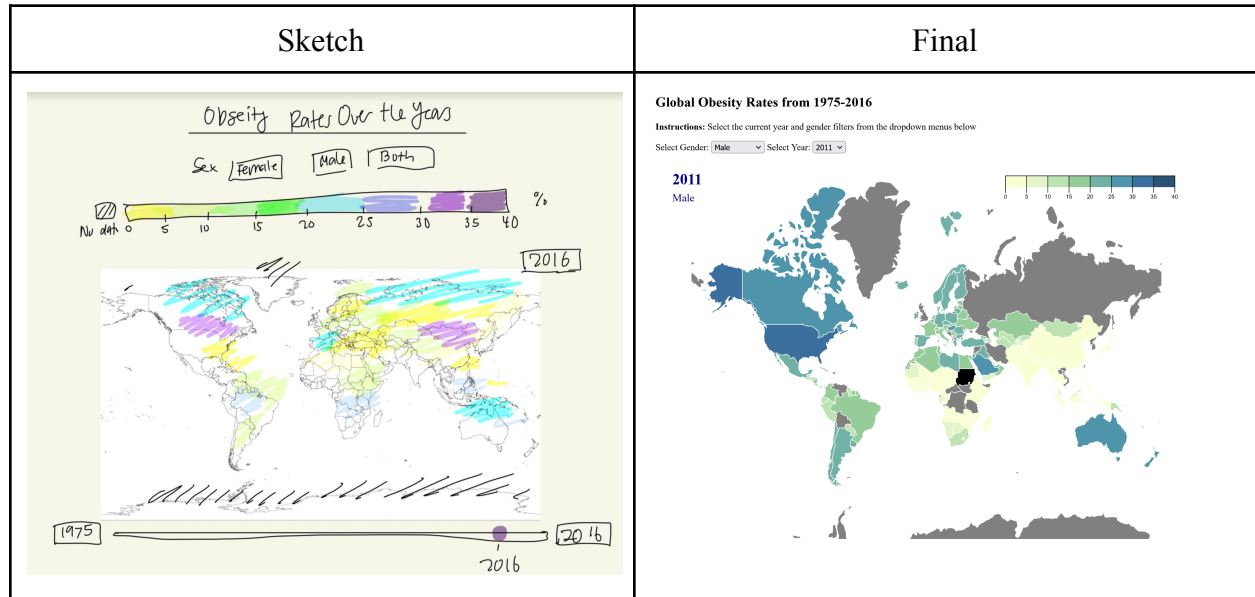 Sketch
Final
Obseity Rates Over the Years
Sex Female Male Both
%
No data 0 5 10 15 20 25 30 35 40
2016
1975
2016
2016
Global Obesity Rates from 1975-2016
Instructions: Select the current year and gender filters from the dropdown menus below
Select Gender: Male Select Year: 2011
2011
Male
0 5 10 15 20 25 30 35 40